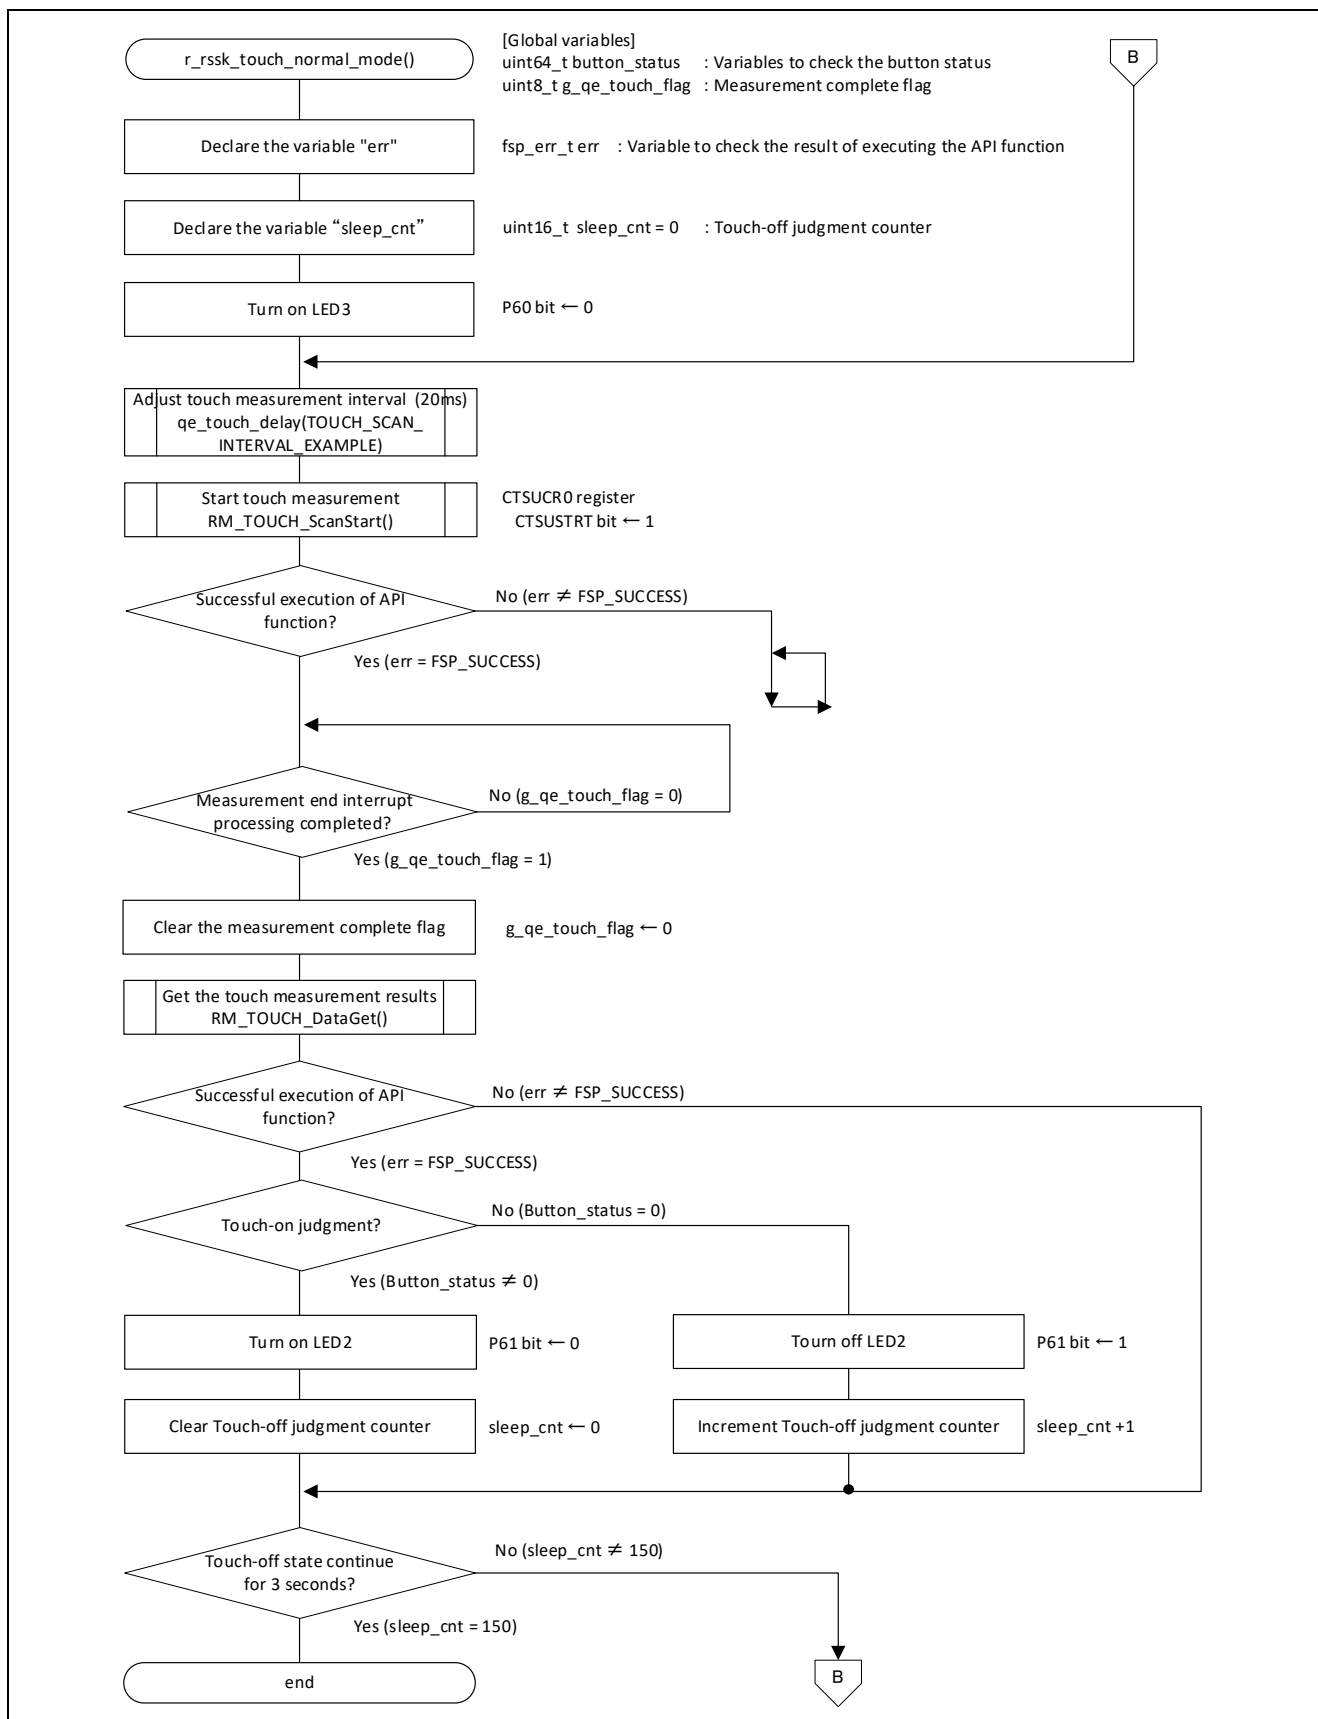 r_rssk_touch_normal_mode()
[Global variables]
uint64_t button_status : Variables to check the button status
uint8_t g_qe_touch_flag : Measurement complete flag
B
Declare the variable "err"
fsp_err_t err : Variable to check the result of executing the API function
Declare the variable “sleep_cnt”
uint16_t sleep_cnt = 0 : Touch-off judgment counter
Turn on LED3
P60 bit ← 0
Adjust touch measurement interval (20ms)
qe_touch_delay(TOUCH_SCAN_
INTERVAL_EXAMPLE)
Start touch measurement
RM_TOUCH_ScanStart()
CTSUCR0 register
CTSUSTRT bit ← 1
Successful execution of API
function?
No (err ≠ FSP_SUCCESS)
Yes (err = FSP_SUCCESS)
Measurement end interrupt
processing completed?
No (g_qe_touch_flag = 0)
Yes (g_qe_touch_flag = 1)
Clear the measurement complete flag
g_qe_touch_flag ← 0
Get the touch measurement results
RM_TOUCH_DataGet()
Successful execution of API
function?
No (err ≠ FSP_SUCCESS)
Yes (err = FSP_SUCCESS)
Touch-on judgment?
No (Button_status = 0)
Yes (Button_status ≠ 0)
Turn on LED2
P61 bit ← 0
Tourn off LED2
P61 bit ← 1
Clear Touch-off judgment counter
sleep_cnt ← 0
Increment Touch-off judgment counter
sleep_cnt +1
Touch-off state continue
for 3 seconds?
No (sleep_cnt ≠ 150)
Yes (sleep_cnt = 150)
end
B